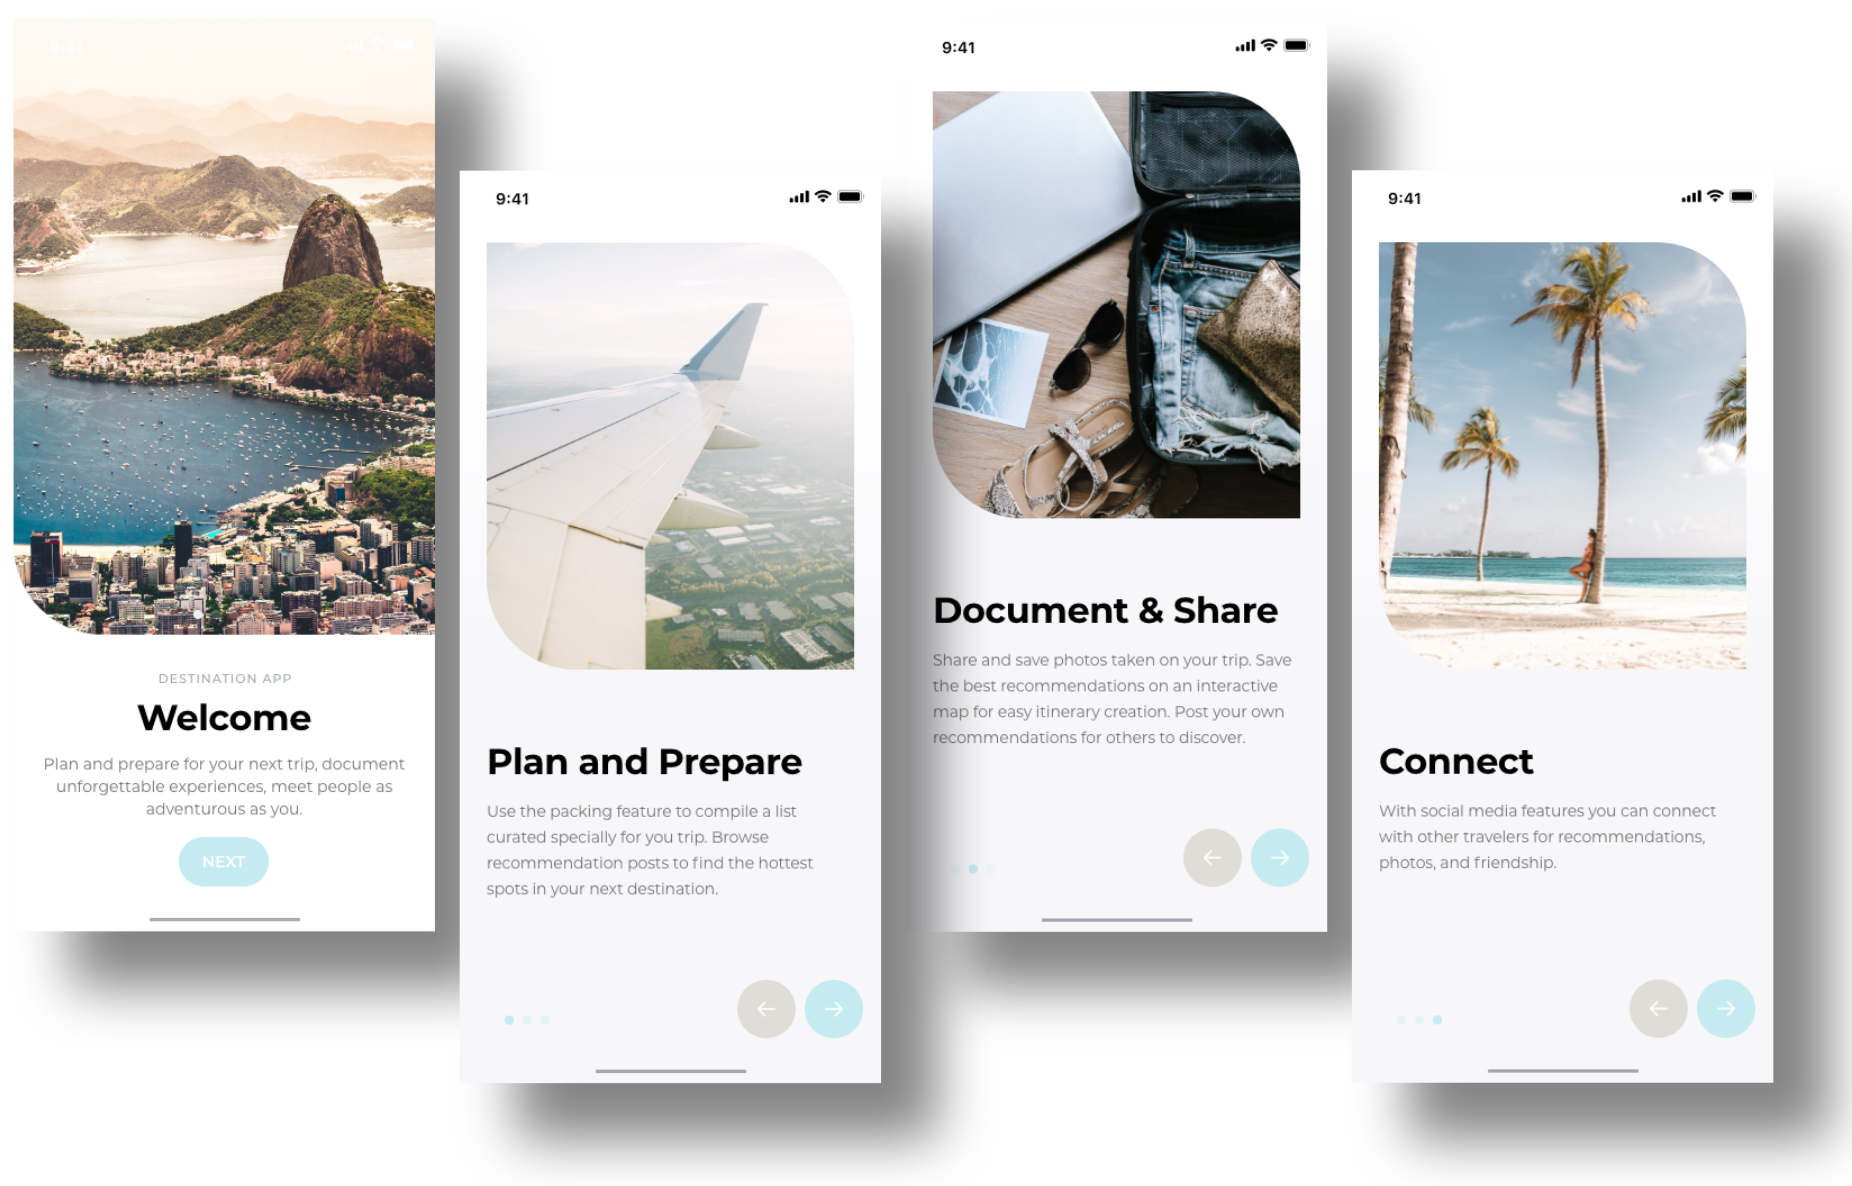 9:41
DESTINATION APP
Welcome
Plan and prepare for your next trip, document
unforgettable experiences, meet people as
adventurous as you.
NEXT
9:41
Plan and Prepare
Use the packing feature to compile a list
curated specially for you trip. Browse
recommendation posts to find the hottest
spots in your next destination.
9:41
Document & Share
Share and save photos taken on your trip. Save
the best recommendations on an interactive
map for easy itinerary creation. Post your own
recommendations for others to discover.
9:41
Connect
With social media features you can connect
with other travelers for recommendations,
photos, and friendship.